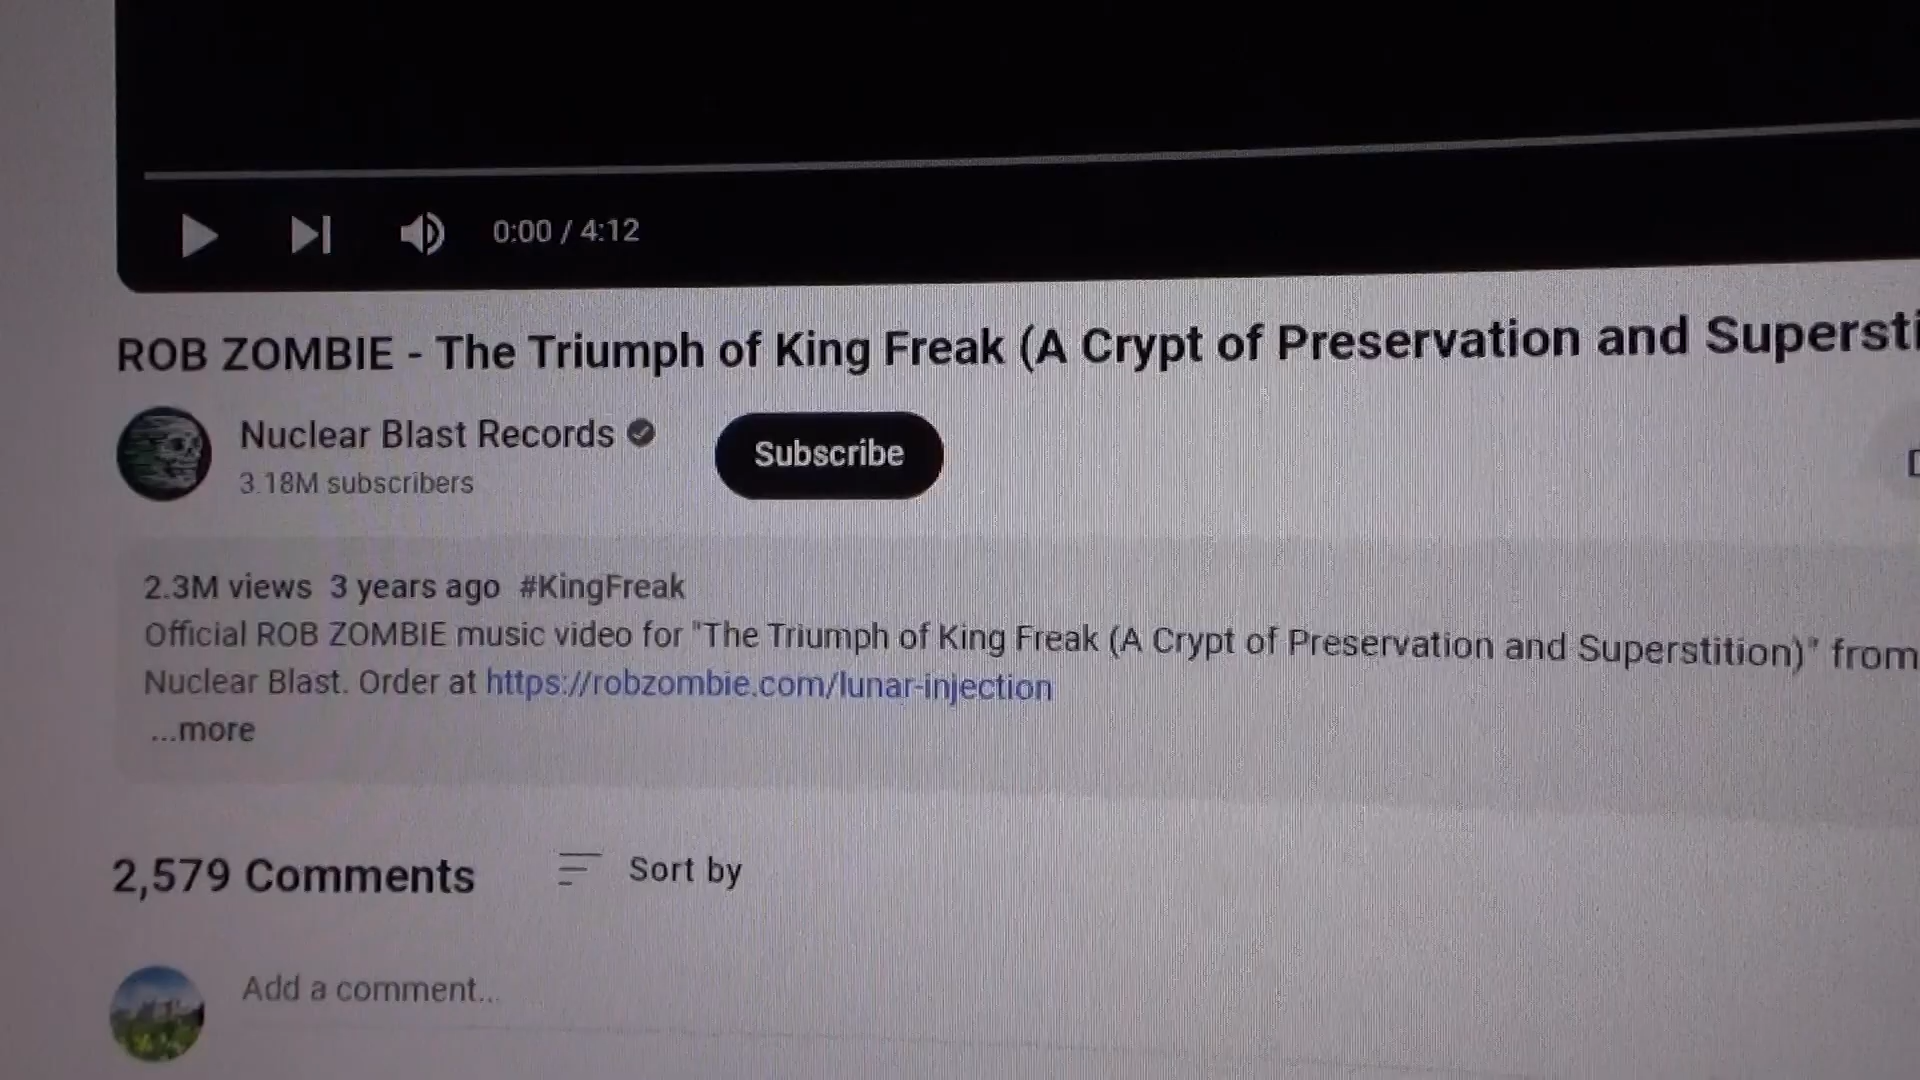 0:00 / 4:12
ROB ZOMBIE - The Triumph of King Freak (A Crypt of Preservation and Supersti
Nuclear Blast Records
3.18M subscribers
Subscribe
2.3M views 3 years ago #KingFreak
Official ROB ZOMBIE music video for "The Triumph of King Freak (A Crypt of Preservation and Superstition)" from
Nuclear Blast. Order at https://robzombie.com/lunar-injection
...more
2,579 Comments
Sort by
Add a comment...